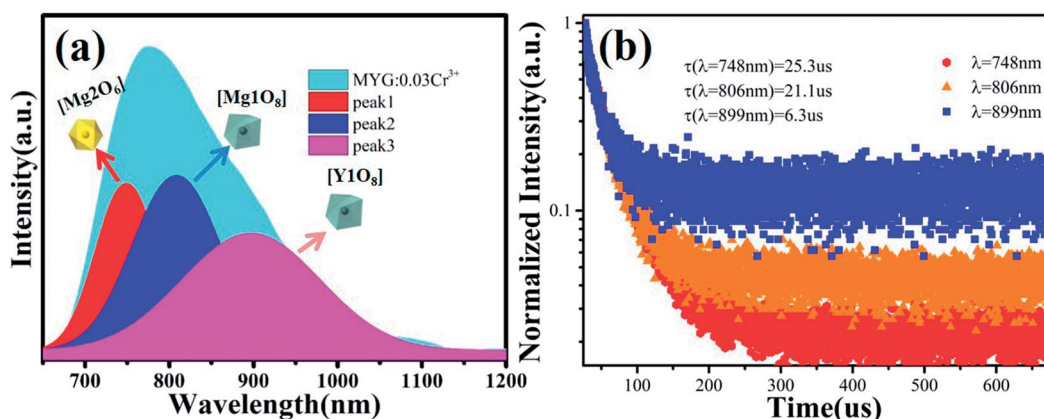 (a)
[Mg2O₆]
[Mg1O₈]
[Y1O₈]
MYG:0.03Cr³⁺
peak1
peak2
peak3
Intensity(a.u.)
700 800 900 1000 1100 1200
Wavelength(nm)
(b)
τ(λ=748nm)=25.3us
τ(λ=806nm)=21.1us
τ(λ=899nm)=6.3us
λ=748nm
λ=806nm
λ=899nm
Normalized Intensity(a.u.)
1
0.1
100 200 300 400 500 600
Time(us)